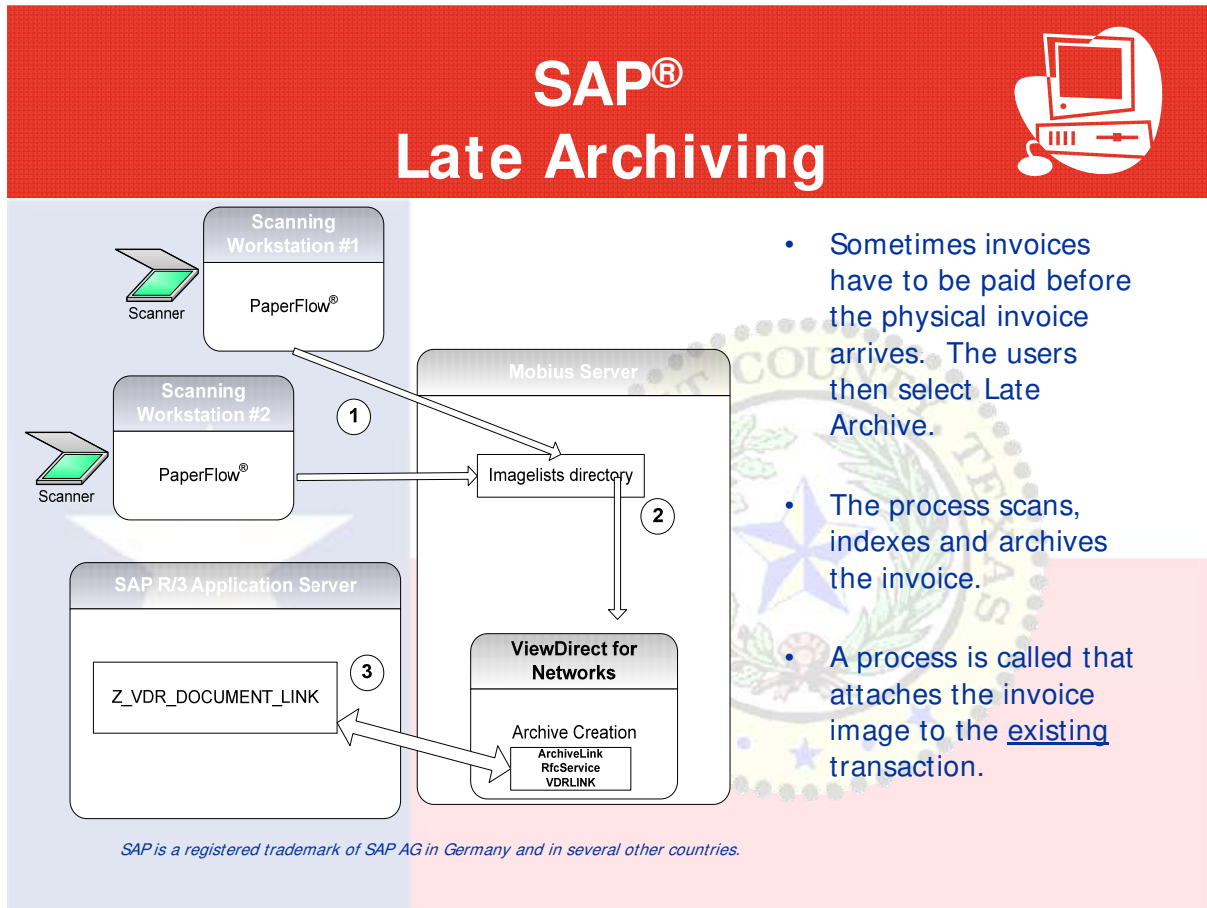 SAP®
Late Archiving
Scanning
Workstation #1
PaperFlow®
Scanner
Scanning
Workstation #2
PaperFlow®
Scanner
1
Mobius Server
Imagelists directory
2
SAP R/3 Application Server
Z_VDR_DOCUMENT_LINK
3
ViewDirect for
Networks
Archive Creation
ArchiveLink
RfcService
VDRLINK
• Sometimes invoices
have to be paid before
the physical invoice
arrives. The users
then select Late
Archive.
• The process scans,
indexes and archives
the invoice.
• A process is called that
attaches the invoice
image to the existing
transaction.
COUNTY, TEXAS
SAP is a registered trademark of SAP AG in Germany and in several other countries.